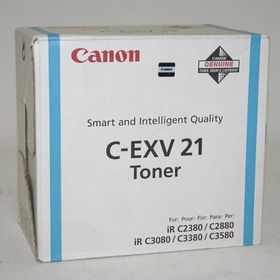 Canon
GENUINE
Smart and Intelligent Quality
C-EXV 21
Toner
For: Pour: Für: Para: Per:
iR C2380 / C2880
iR C3080 / C3380 / C3580